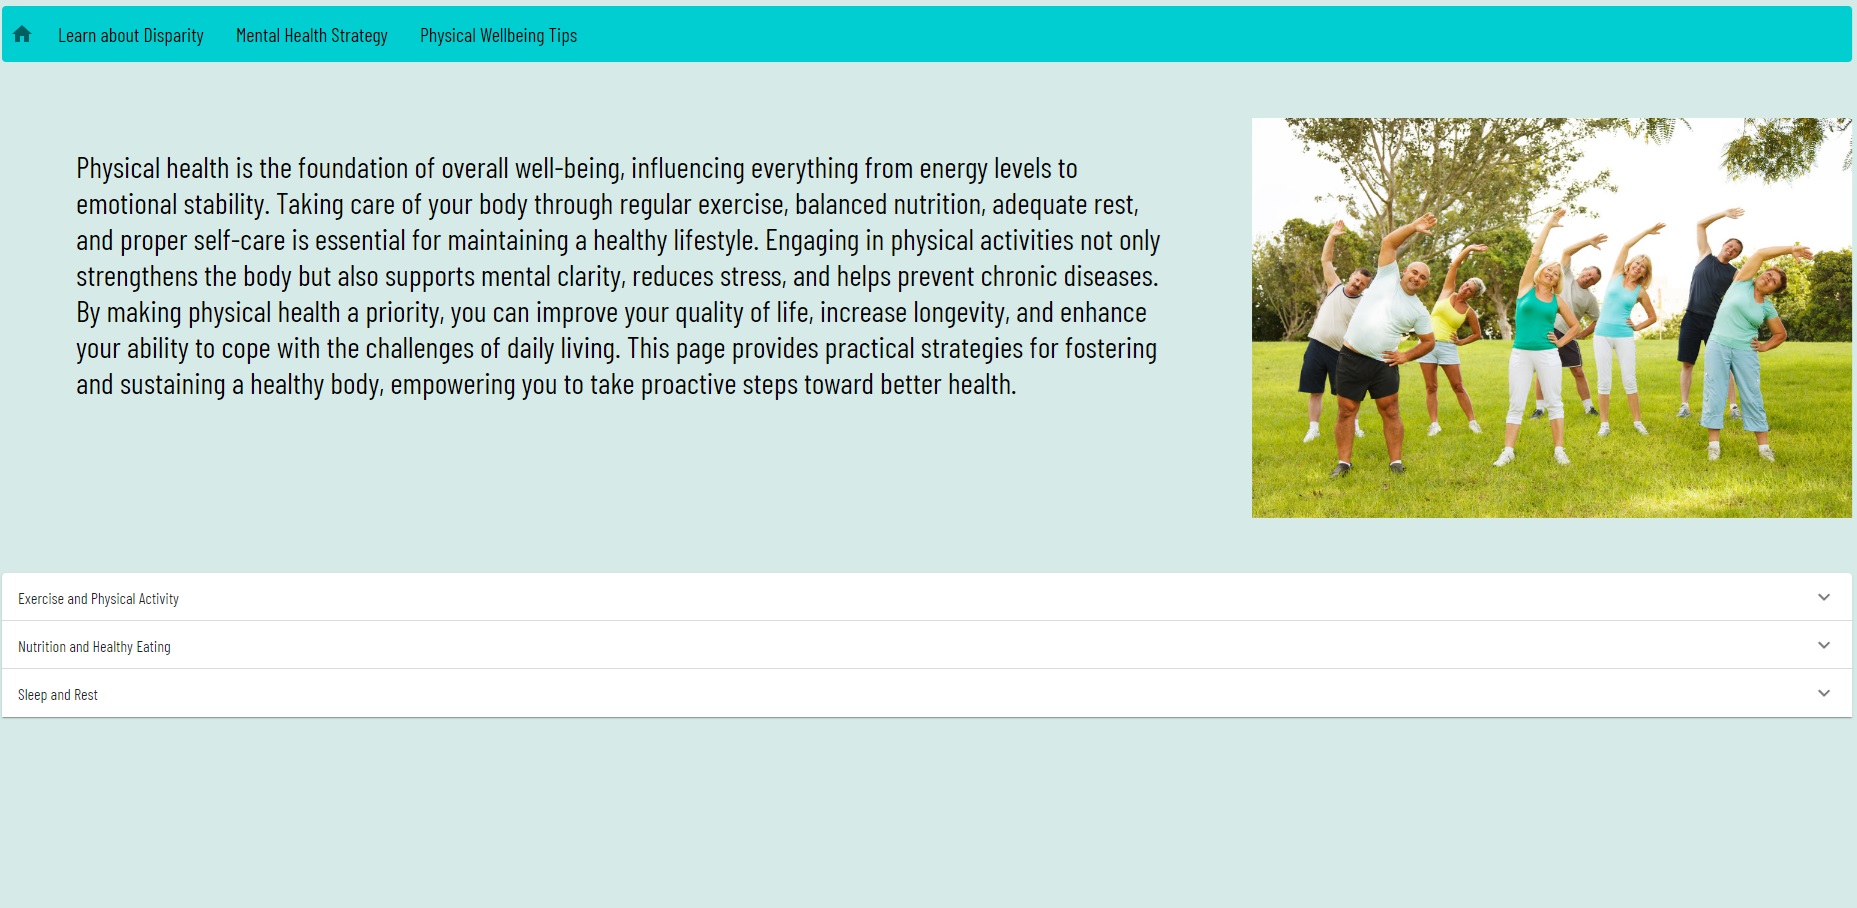 Learn about Disparity
Mental Health Strategy
Physical Wellbeing Tips
Physical health is the foundation of overall well-being, influencing everything from energy levels to
emotional stability. Taking care of your body through regular exercise, balanced nutrition, adequate rest,
and proper self-care is essential for maintaining a healthy lifestyle. Engaging in physical activities not only
strengthens the body but also supports mental clarity, reduces stress, and helps prevent chronic diseases.
By making physical health a priority, you can improve your quality of life, increase longevity, and enhance
your ability to cope with the challenges of daily living. This page provides practical strategies for fostering
and sustaining a healthy body, empowering you to take proactive steps toward better health.
Exercise and Physical Activity
Nutrition and Healthy Eating
Sleep and Rest